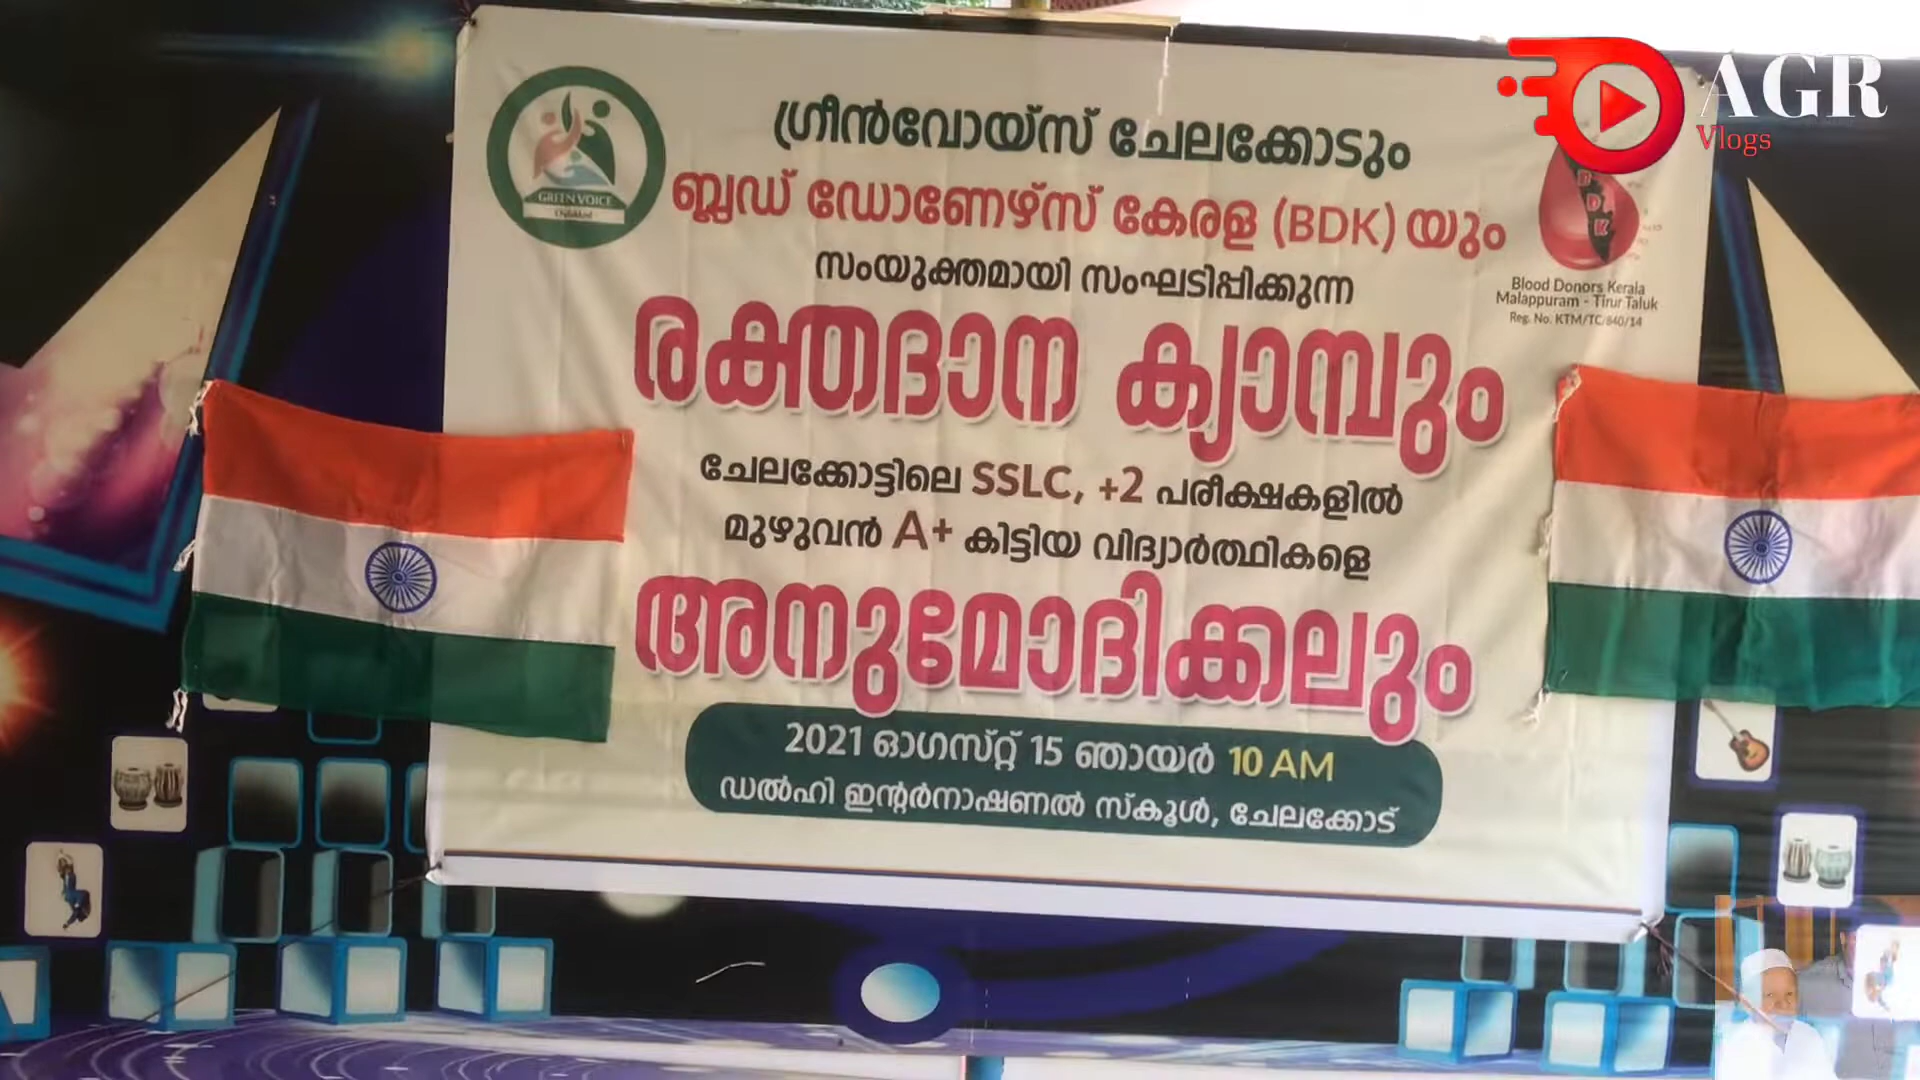 ഗ്രീൻവോയ്സ് ചേലക്കോടും
ബ്ലഡ് ഡോണേഴ്സ് കേരള (BDK) യും
സംയുക്തമായി സംഘടിപ്പിക്കുന്ന
രക്തദാന ക്യാമ്പും
ചേലക്കോട്ടിലെ SSLC, +2 പരീക്ഷകളിൽ
മുഴുവൻ A+ കിട്ടിയ വിദ്യാർത്ഥികളെ
അനുമോദിക്കലും
2021 ഓഗസ്റ്റ് 15 ഞായർ 10 AM
ഡൽഹി ഇന്റർനാഷണൽ സ്കൂൾ, ചേലക്കോട്
GREEN VOICE
BDK
Blood Donors Kerala
Malappuram - Tirur Taluk
Reg. No. KTM/TC/640/14
AGR
Vlogs